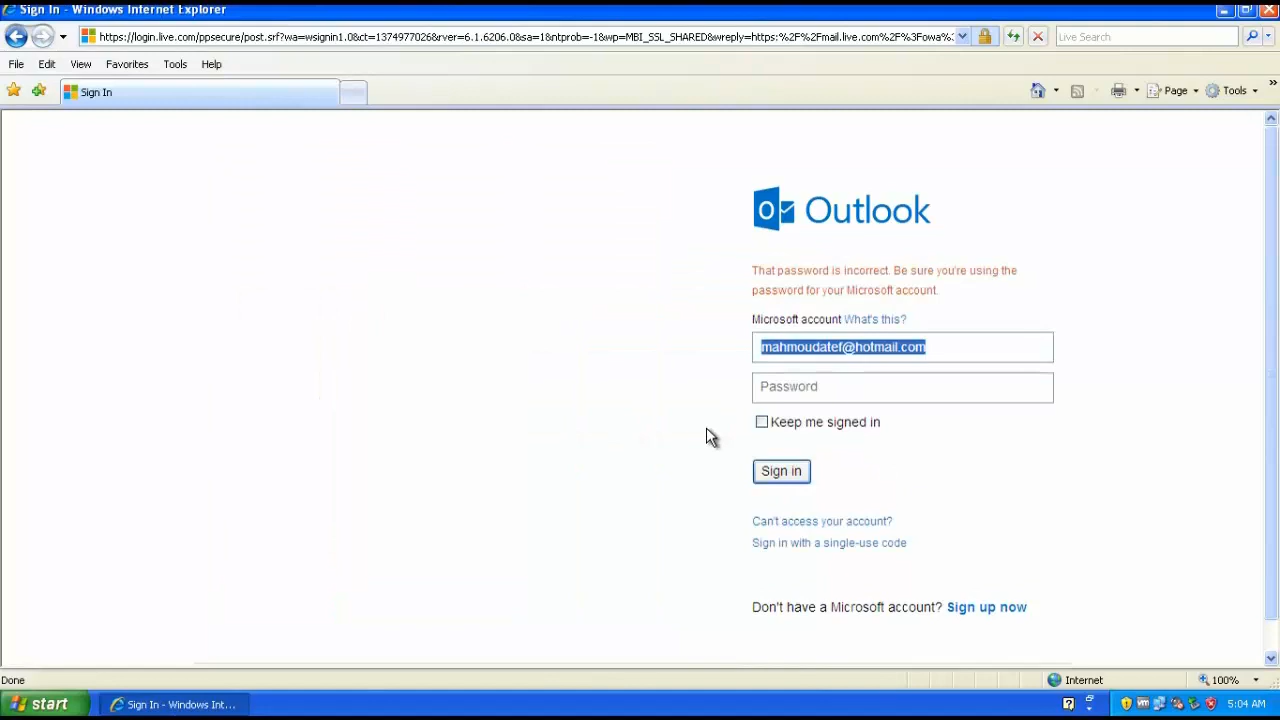 Sign In - Windows Internet Explorer
https://login.live.com/ppsecure/post.srf?wa=wsignin1.0&ct=1374977026&rver=6.1.6206.0&sa=1&ntprob=-1&wp=MBI_SSL_SHARED&wreply=https:%2F%2Fmail.live.com%2F%3Fowa%
Live Search
File Edit View Favorites Tools Help
Sign In
Page Tools
Outlook
That password is incorrect. Be sure you're using the
password for your Microsoft account.
Microsoft account What's this?
mahmoudatef@hotmail.com
Password
Keep me signed in
Sign in
Can't access your account?
Sign in with a single-use code
Don't have a Microsoft account? Sign up now
Done
Internet
100%
start
Sign In - Windows Int...
5:04 AM